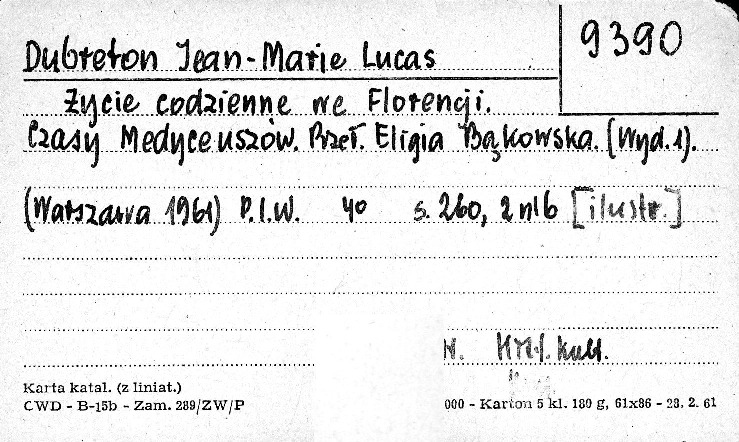 9390
Dubreton Jean-Marie Lucas
Życie codzienne we Florencji.
Czasy Medyceuszów. Przeł. Eligia Bąkowska. (Wyd.1).
(Warszawa 1961) P.I.W. 4o s. 260, 2 nlb [ilustr.]
H. Hist. kult.
Karta katal. (z liniat.)
CWD - B-15b - Zam. 289/ZW/P
000 - Karton 5 kl. 180 g, 61x86 - 23. 2. 61